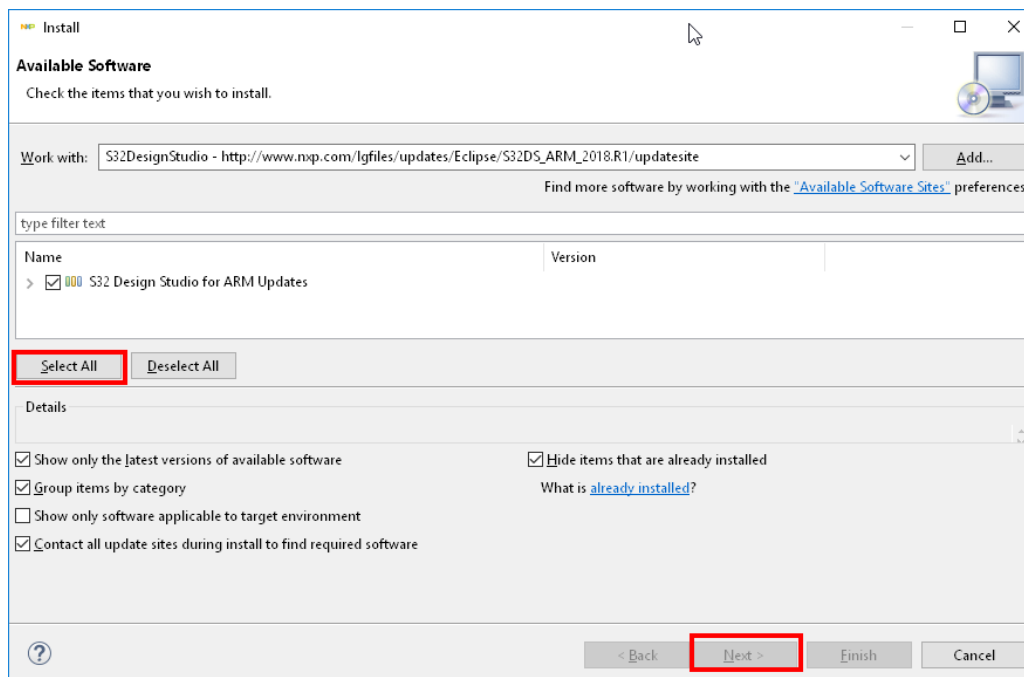 NXP Install
Available Software
Check the items that you wish to install.
Work with: S32DesignStudio - http://www.nxp.com/lgfiles/updates/Eclipse/S32DS_ARM_2018.R1/updatesite Add...
Find more software by working with the "Available Software Sites" preferences
type filter text
Name Version
S32 Design Studio for ARM Updates
Select All Deselect All
Details
Show only the latest versions of available software Hide items that are already installed
Group items by category What is already installed?
Show only software applicable to target environment
Contact all update sites during install to find required software
? < Back Next > Finish Cancel